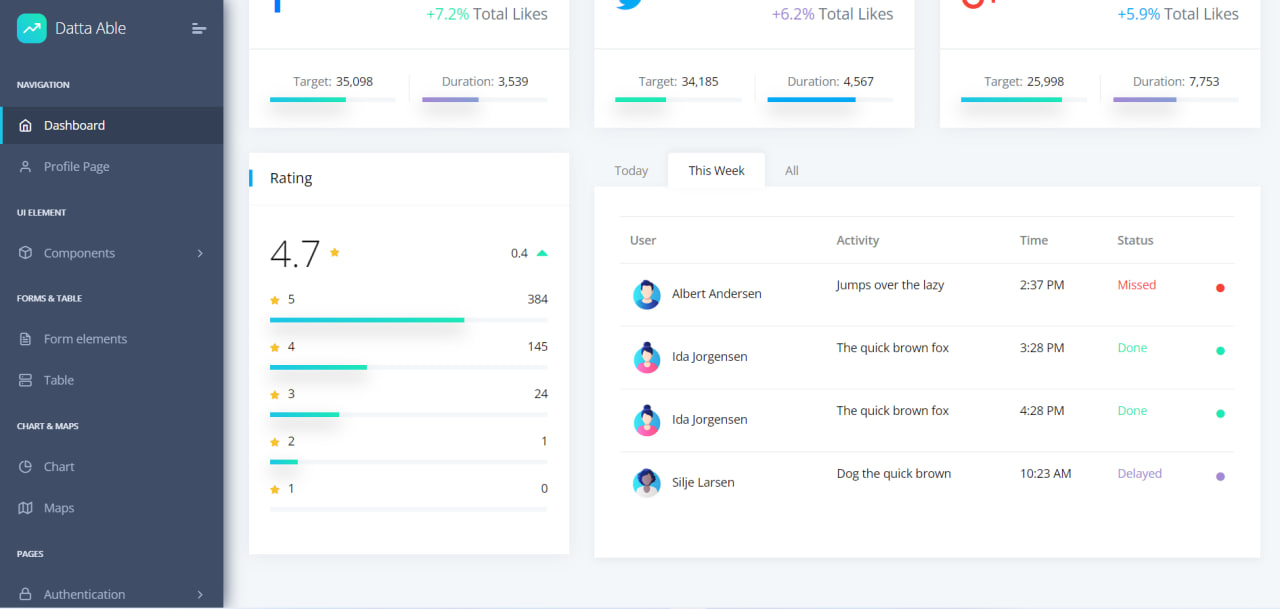 Datta Able
NAVIGATION
Dashboard
Profile Page
UI ELEMENT
Components
FORMS & TABLE
Form elements
Table
CHART & MAPS
Chart
Maps
PAGES
Authentication
+7.2% Total Likes
Target: 35,098 Duration: 3,539
+6.2% Total Likes
Target: 34,185 Duration: 4,567
+5.9% Total Likes
Target: 25,998 Duration: 7,753
Rating
4.7 0.4
5 384
4 145
3 24
2 1
1 0
Today This Week All
User Activity Time Status
Albert Andersen Jumps over the lazy 2:37 PM Missed
Ida Jorgensen The quick brown fox 3:28 PM Done
Ida Jorgensen The quick brown fox 4:28 PM Done
Silje Larsen Dog the quick brown 10:23 AM Delayed